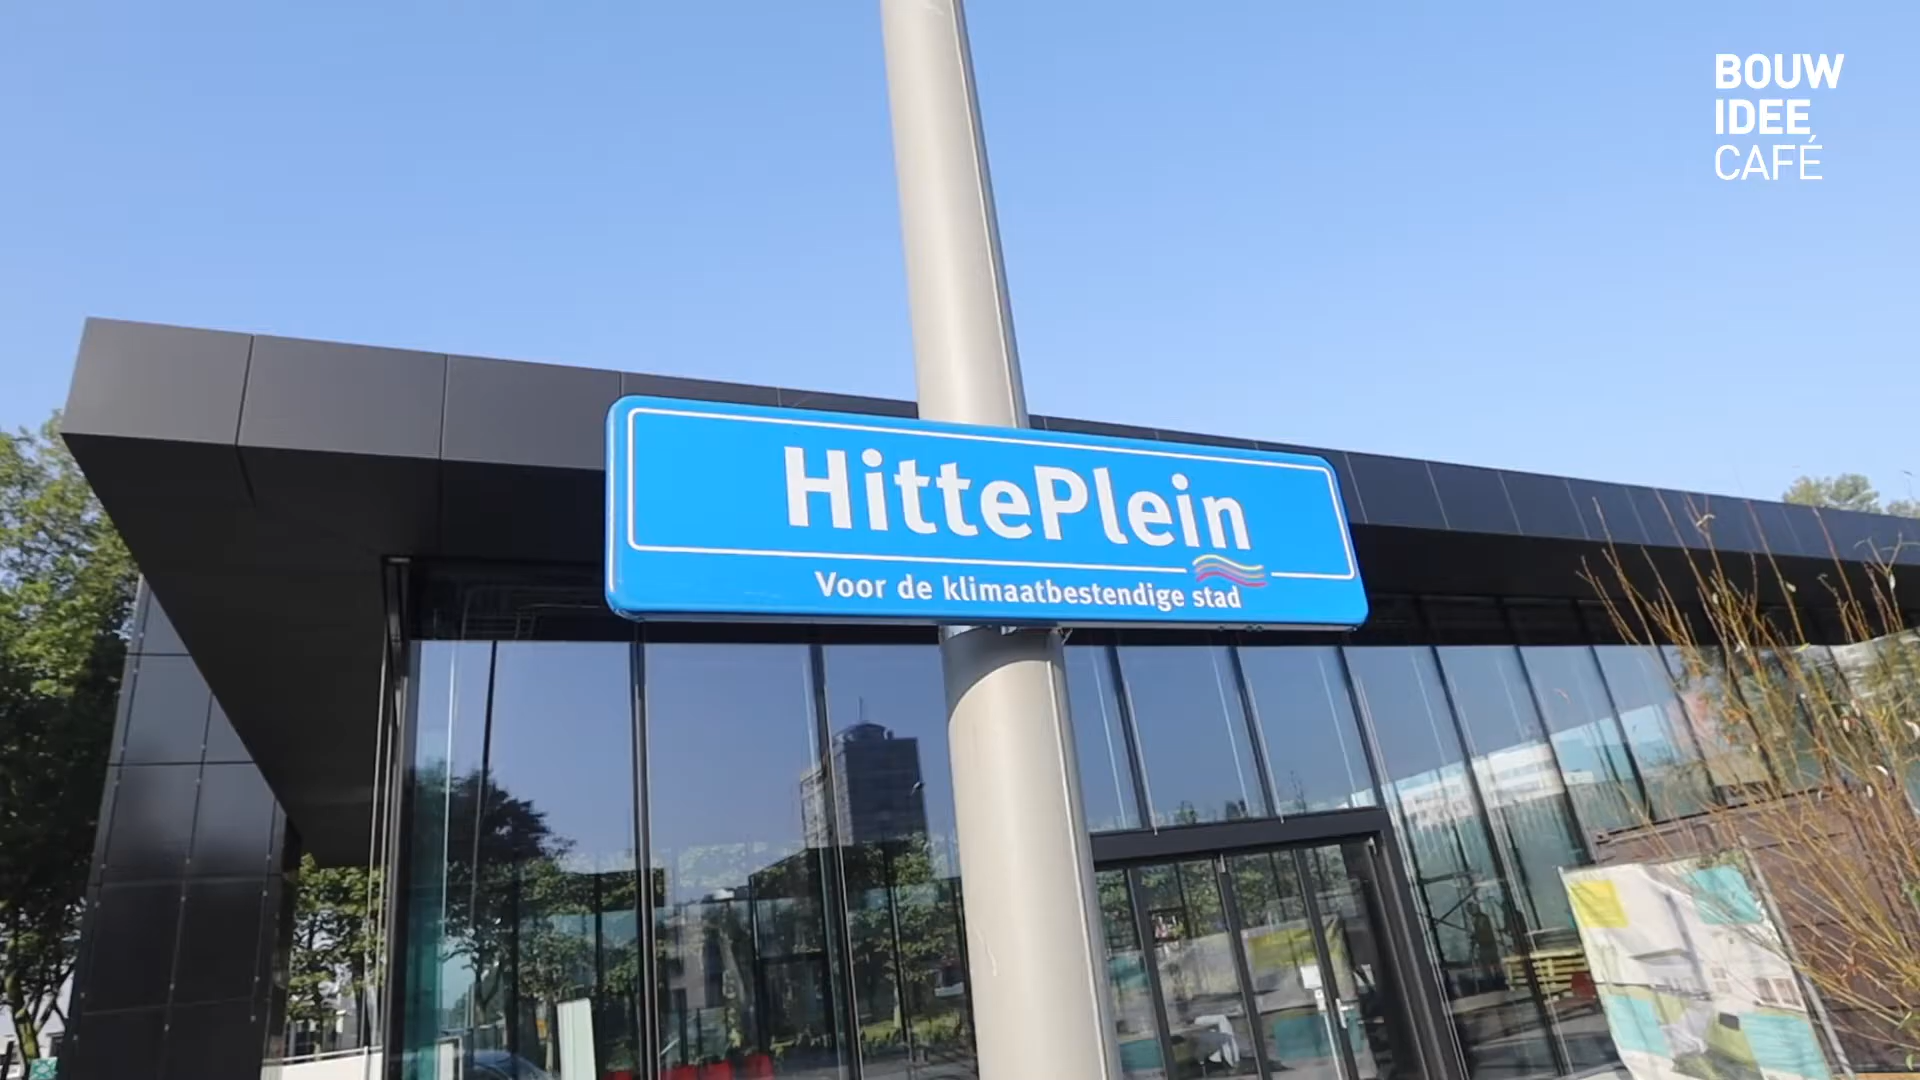 BOUW
IDEE
CAFÉ
HittePlein
Voor de klimaatbestendige stad